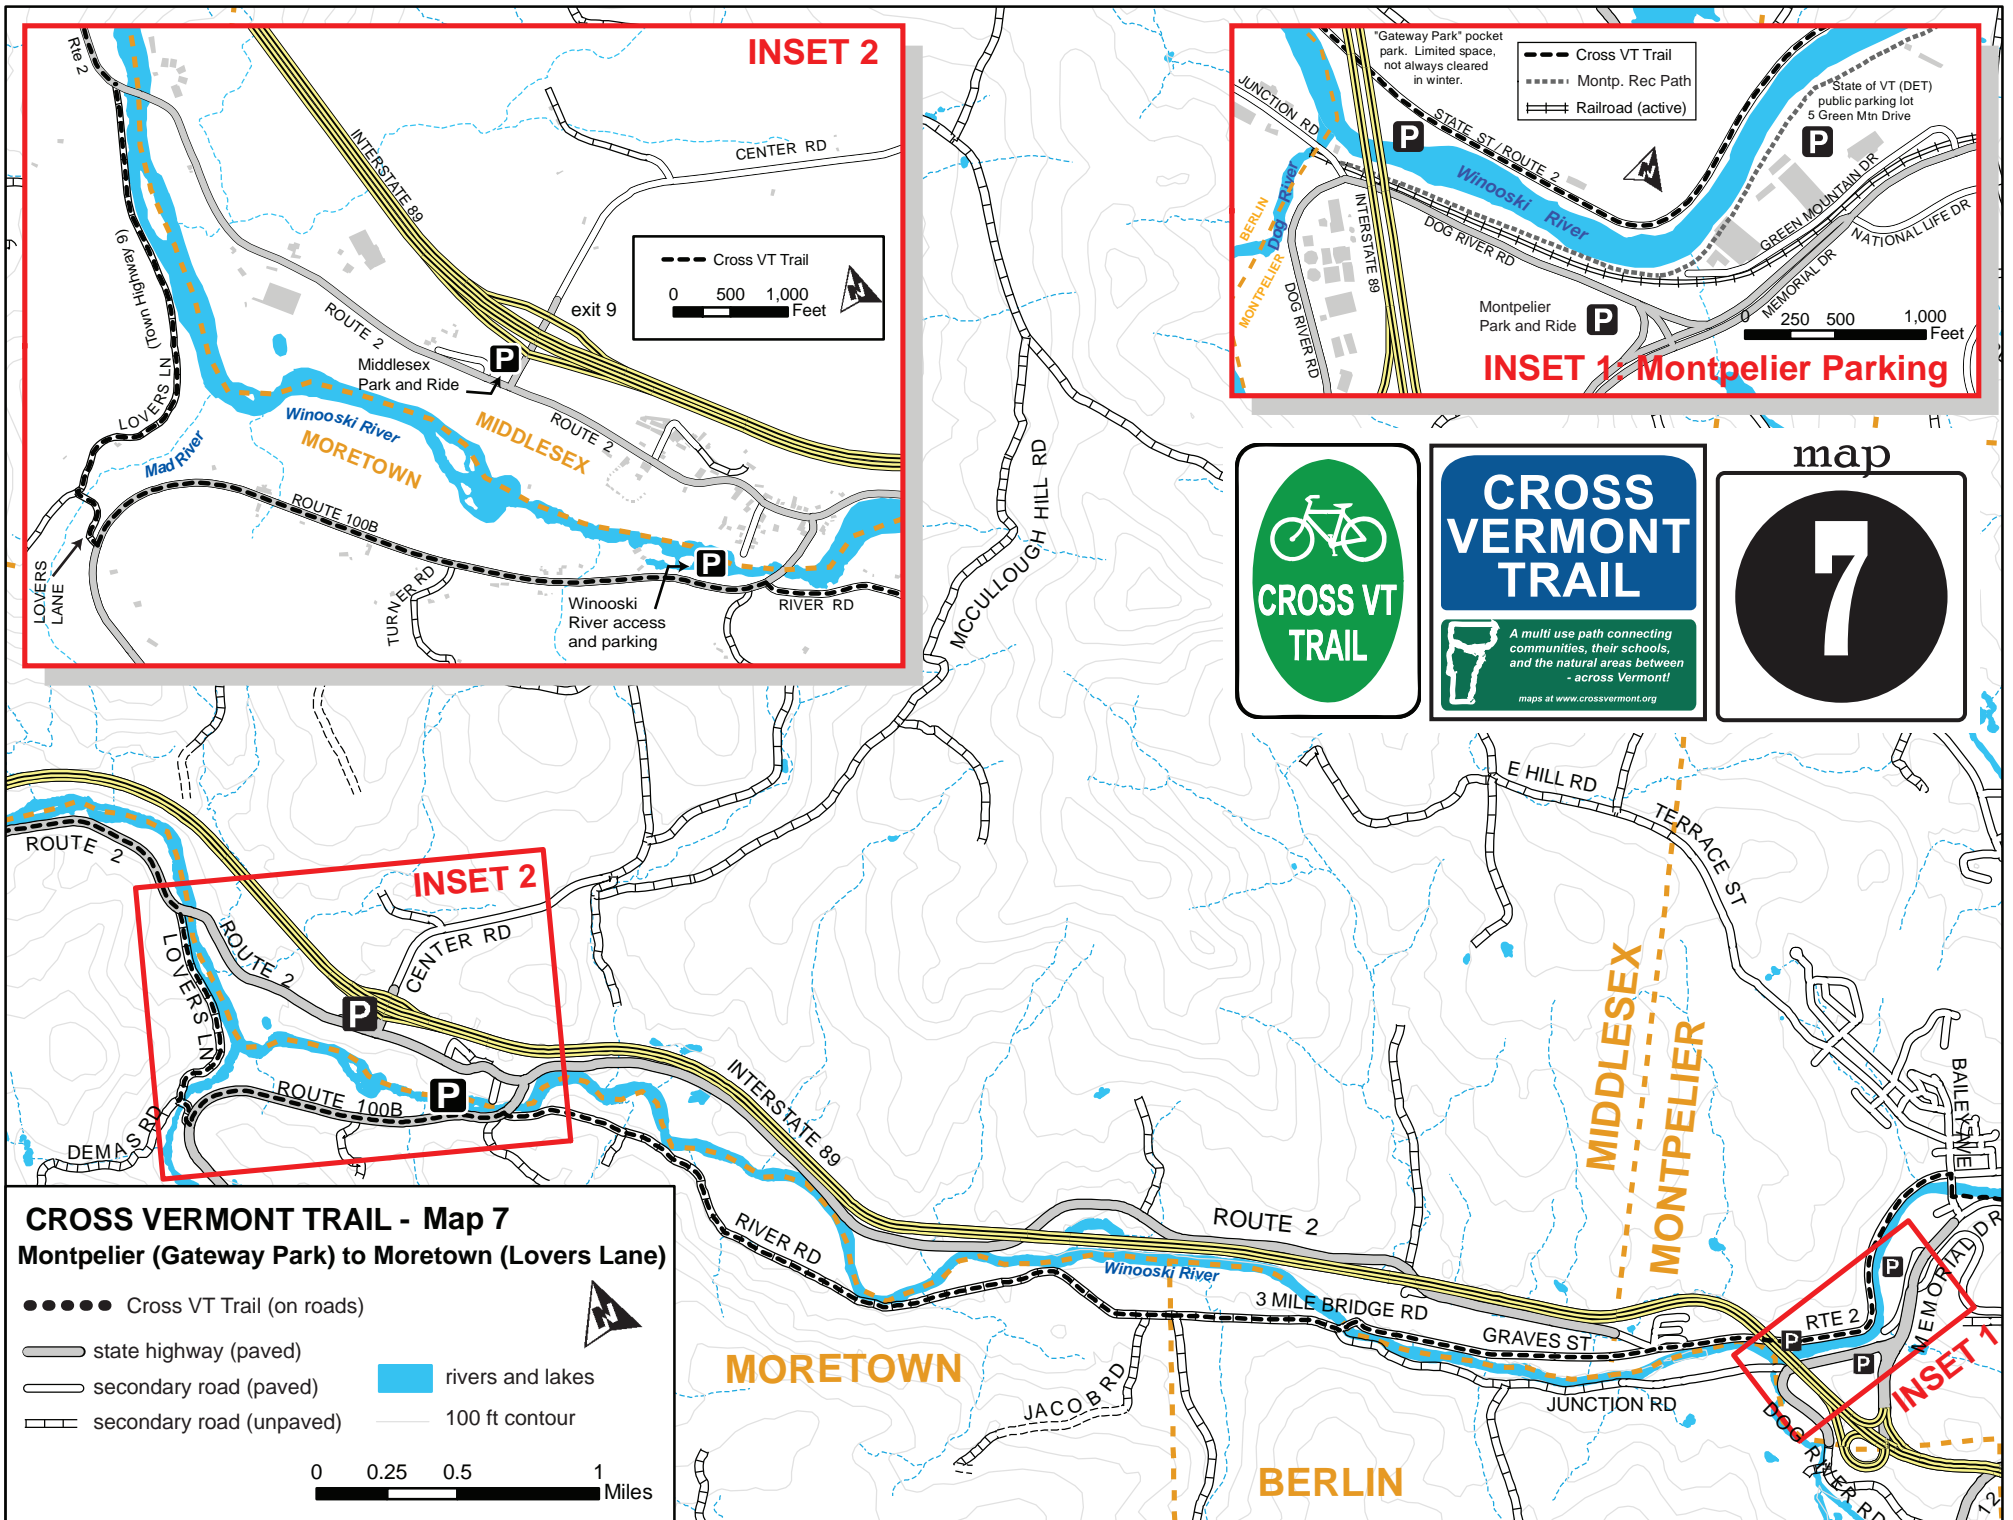 INSET 2
Rte 2
INTERSTATE 89
CENTER RD
Cross VT Trail
0 500 1,000
Feet
N
exit 9
LOVERS LN (Town Highway 9)
ROUTE 2
Middlesex
Park and Ride
P
Winooski River
MORETOWN
MIDDLESEX
ROUTE 2
Mad River
ROUTE 100B
LOVERS
LANE
TURNER RD
P
Winooski
River access
and parking
RIVER RD
"Gateway Park" pocket
park. Limited space,
not always cleared
in winter.
Cross VT Trail
Montp. Rec Path
Railroad (active)
State of VT (DET)
public parking lot
5 Green Mtn Drive
P
P
JUNCTION RD
STATE ST / ROUTE 2
N
Winooski River
BERLIN
MONTPELIER
Dog River
INTERSTATE 89
DOG RIVER RD
DOG RIVER RD
GREEN MOUNTAIN DR
NATIONAL LIFE DR
MEMORIAL DR
Montpelier
Park and Ride
P
0 250 500 1,000
Feet
INSET 1: Montpelier Parking
CROSS VT
TRAIL
CROSS
VERMONT
TRAIL
A multi use path connecting
communities, their schools,
and the natural areas between
- across Vermont!
maps at www.crossvermont.org
map
7
MCCULLOUGH HILL RD
E HILL RD
TERRACE ST
ROUTE 2
INSET 2
LOVERS LN
ROUTE 2
CENTER RD
P
P
ROUTE 100B
DEMAS RD
INTERSTATE 89
RIVER RD
Winooski River
ROUTE 2
3 MILE BRIDGE RD
GRAVES ST
JUNCTION RD
JACOB RD
MORETOWN
BERLIN
MIDDLESEX
MONTPELIER
BAILEY AVE
MEMORIAL DR
RTE 2
P
P
P
INSET 1
DOG RIVER RD
12
CROSS VERMONT TRAIL - Map 7
Montpelier (Gateway Park) to Moretown (Lovers Lane)
Cross VT Trail (on roads)
state highway (paved)
secondary road (paved)
secondary road (unpaved)
rivers and lakes
100 ft contour
N
0 0.25 0.5 1
Miles